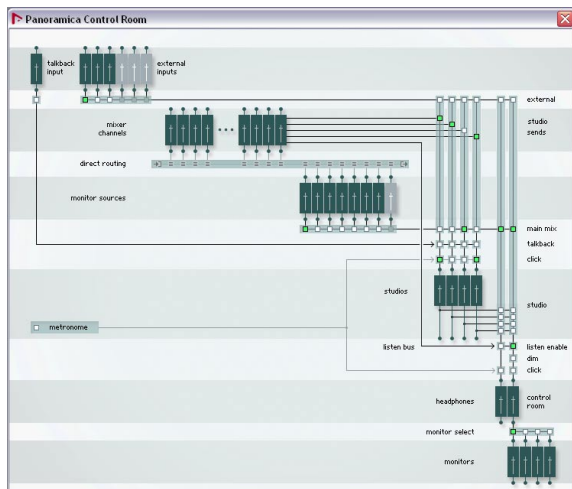 Panoramica Control Room
talkback
input
external
inputs
external
mixer
channels
studio
sends
direct routing
monitor sources
main mix
talkback
click
studios
studio
metronome
listen bus
listen enable
dim
click
headphones
control
room
monitor select
monitors